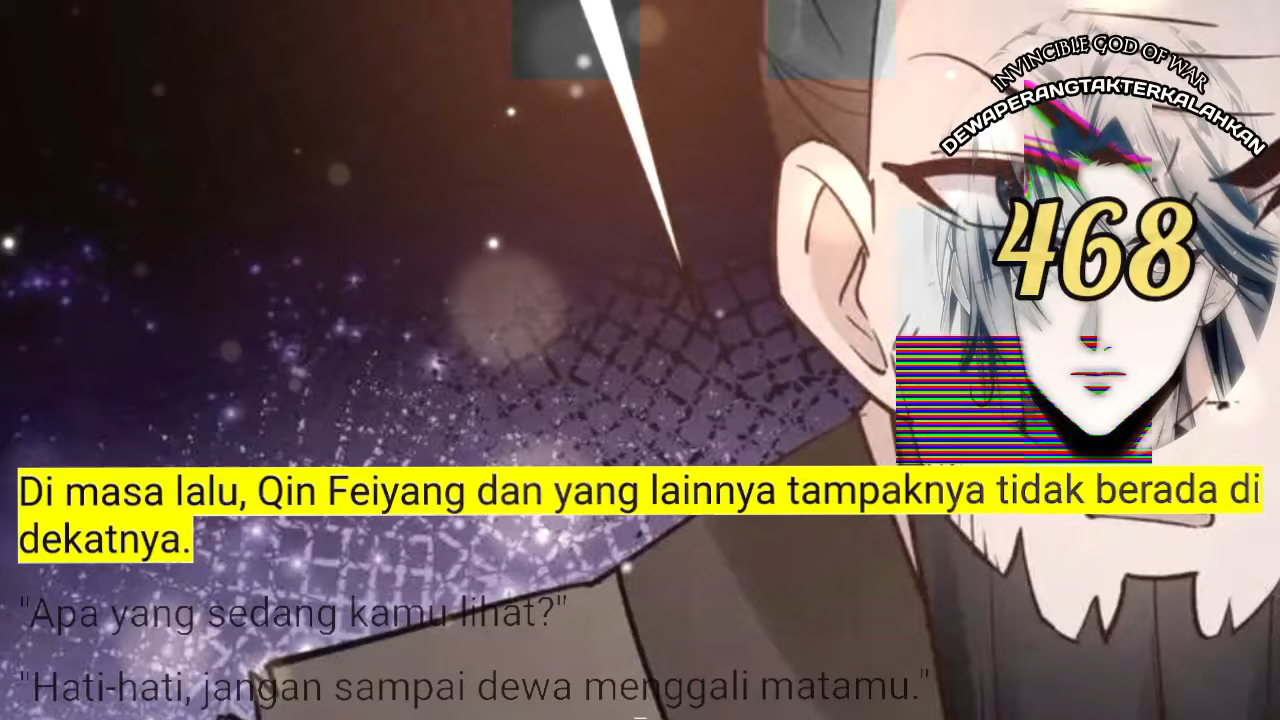 INVINCIBLE GOD OF WAR
DEWAPERANGTAKTERKALAHKAN
468
Di masa lalu, Qin Feiyang dan yang lainnya tampaknya tidak berada di
dekatnya.
"Apa yang sedang kamu lihat?"
"Hati-hati, jangan sampai dewa menggali matamu."